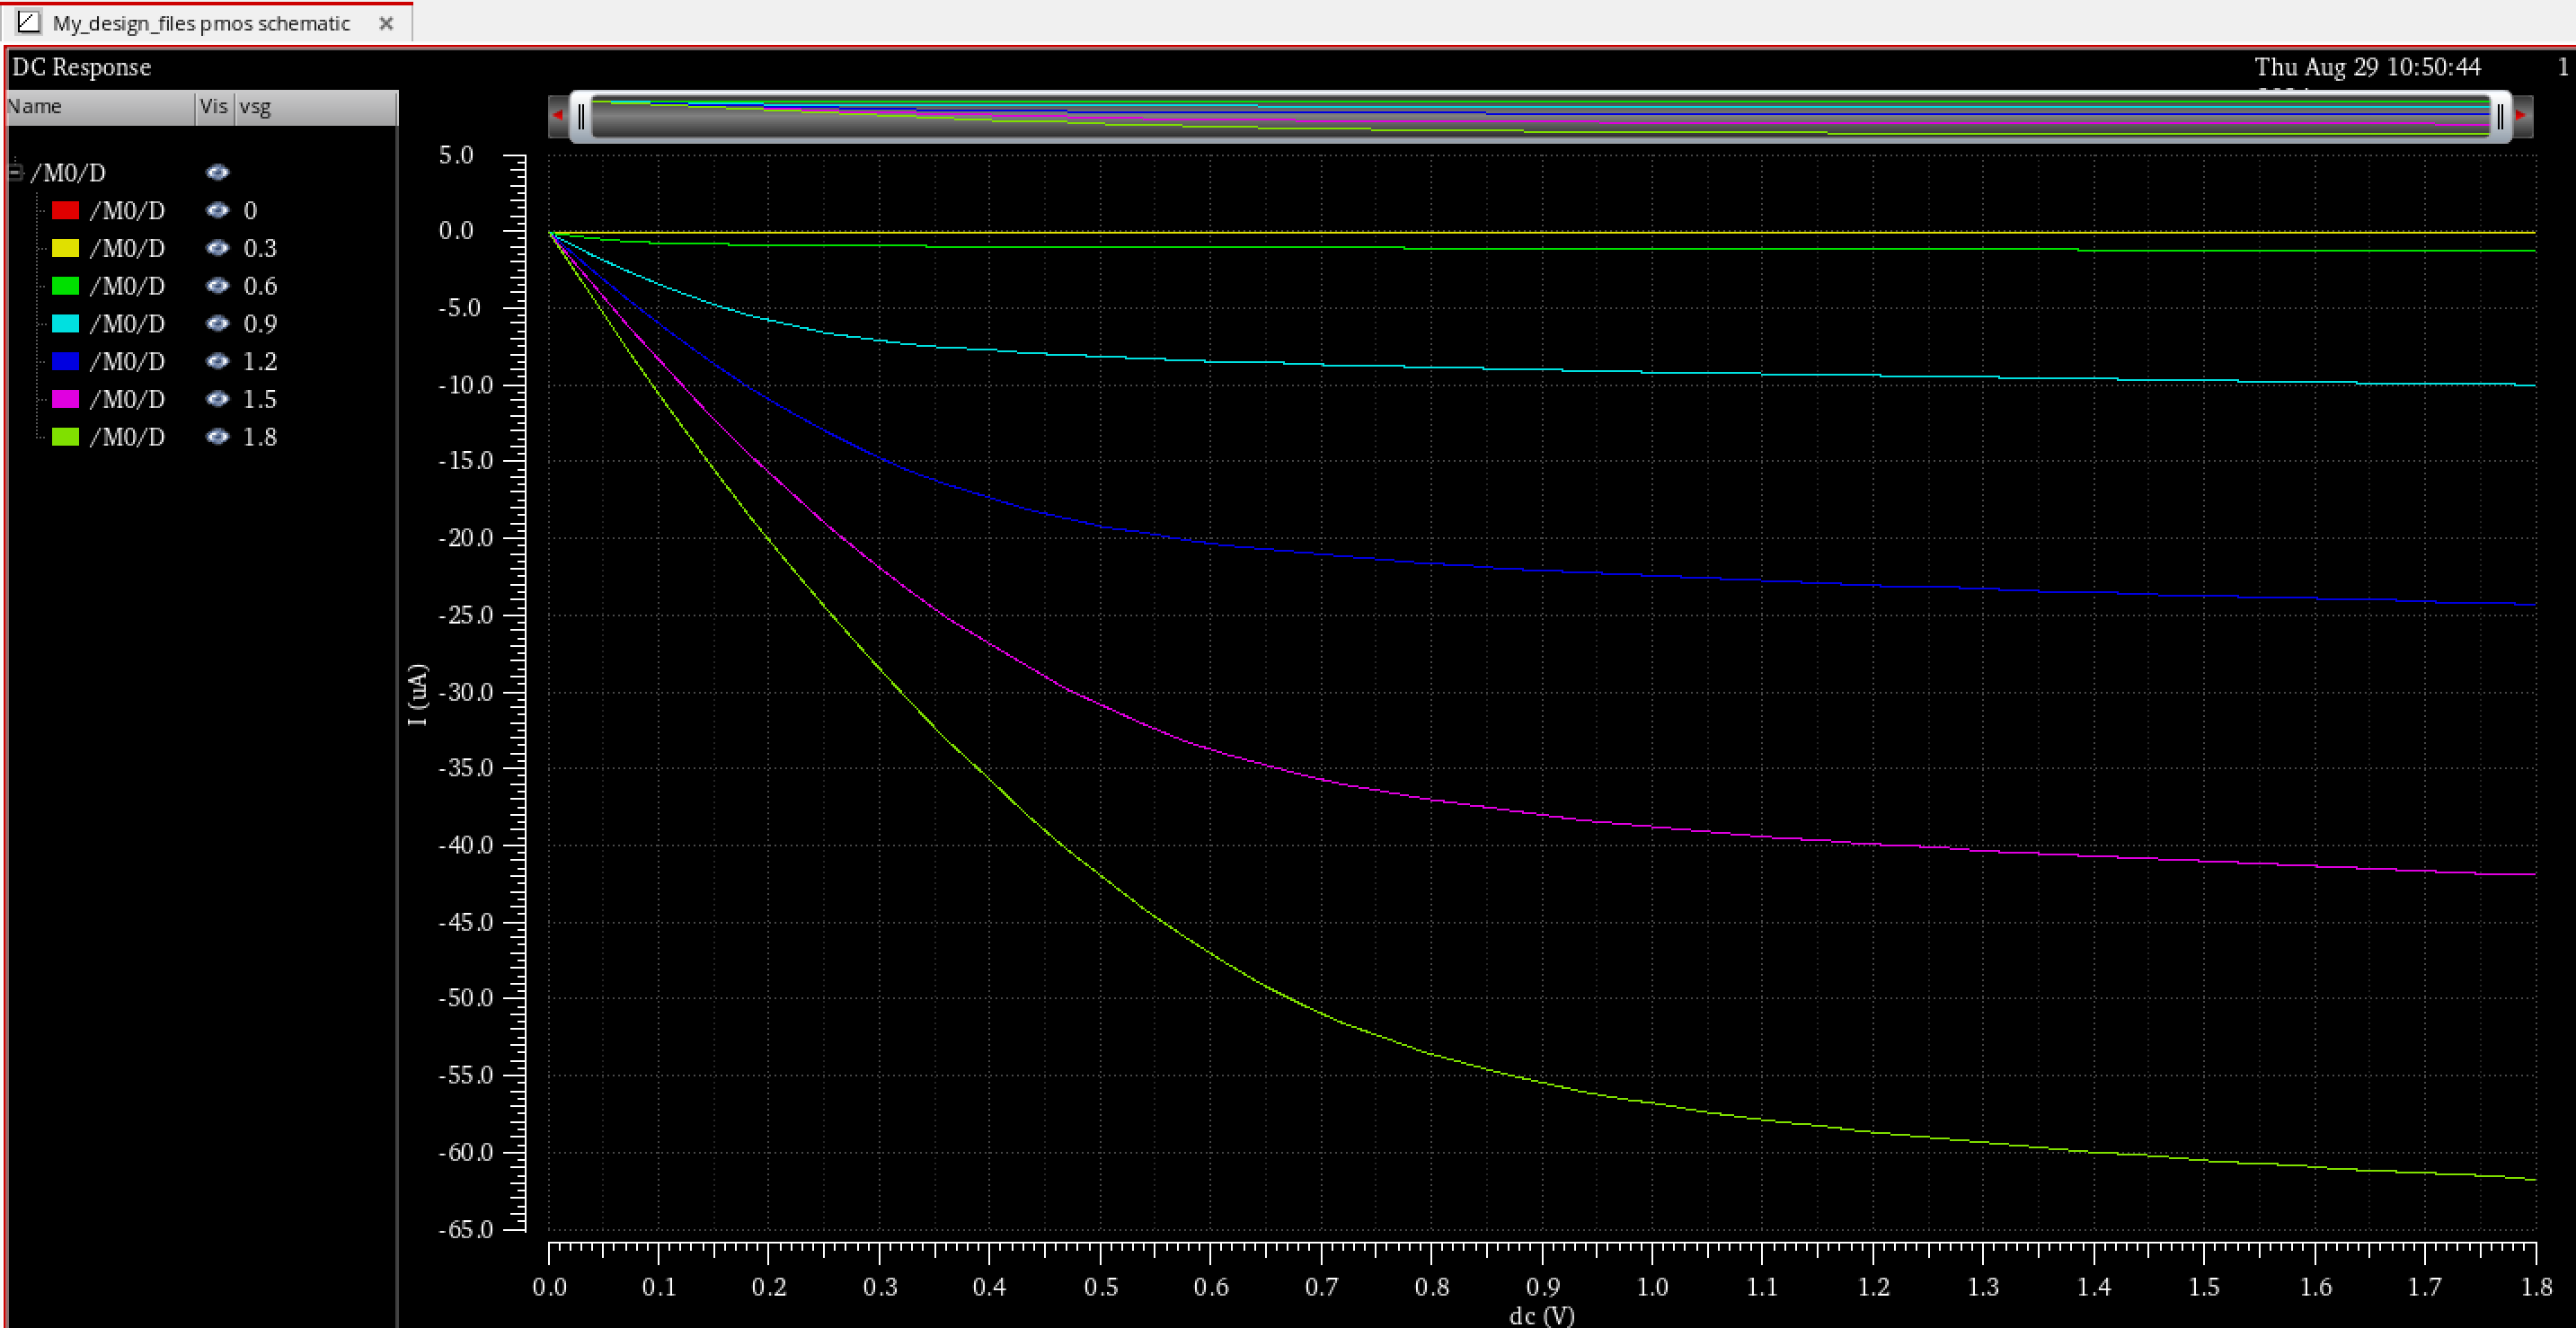 My_design_files pmos schematic
DC Response
Thu Aug 29 10:50:44
1
Name Vis vsg
/M0/D
/M0/D 0
/M0/D 0.3
/M0/D 0.6
/M0/D 0.9
/M0/D 1.2
/M0/D 1.5
/M0/D 1.8
5.0
0.0
-5.0
-10.0
-15.0
-20.0
-25.0
-30.0
-35.0
-40.0
-45.0
-50.0
-55.0
-60.0
-65.0
I (uA)
0.0 0.1 0.2 0.3 0.4 0.5 0.6 0.7 0.8 0.9 1.0 1.1 1.2 1.3 1.4 1.5 1.6 1.7 1.8
dc (V)